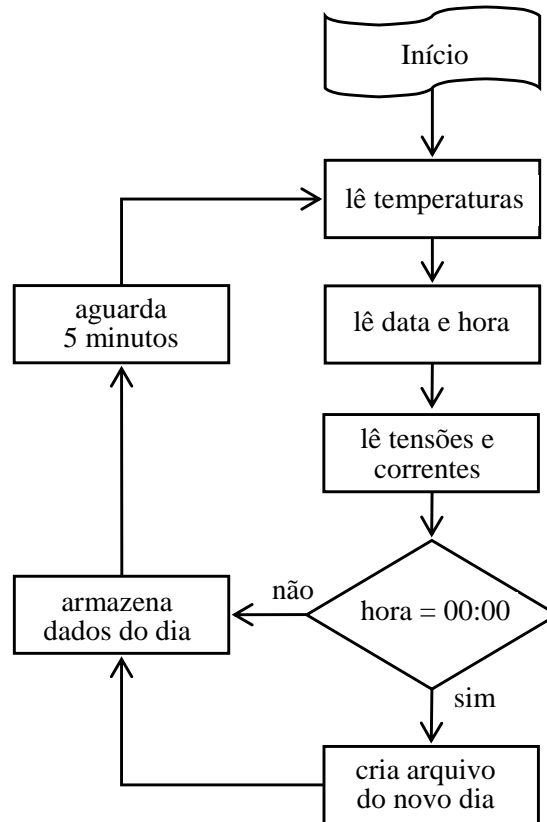 Início
lê temperaturas
lê data e hora
aguarda
5 minutos
lê tensões e
correntes
hora = 00:00
não
armazena
dados do dia
sim
cria arquivo
do novo dia